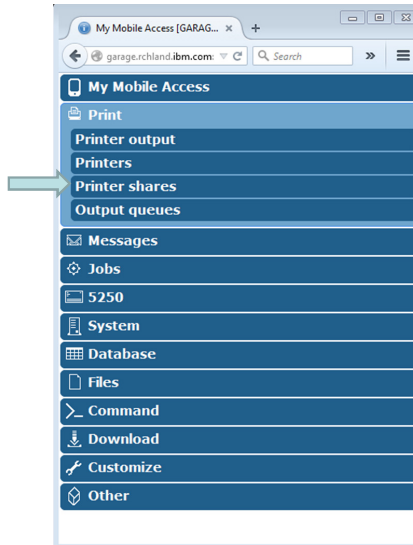 My Mobile Access [GARAG...
garage.rchland.ibm.com:
Search
My Mobile Access
Print
Printer output
Printers
Printer shares
Output queues
Messages
Jobs
5250
System
Database
Files
Command
Download
Customize
Other